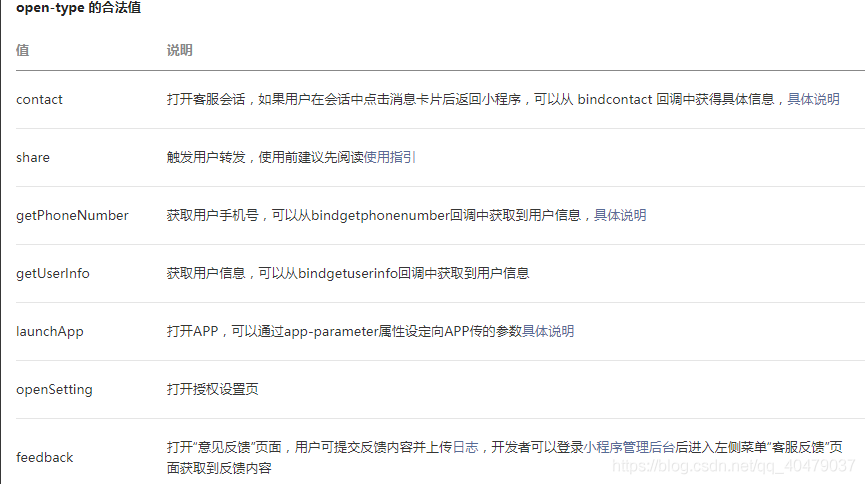 open-type 的合法值
值 说明
contact 打开客服会话，如果用户在会话中点击消息卡片后返回小程序，可以从 bindcontact 回调中获得具体信息，具体说明
share 触发用户转发，使用前建议先阅读使用指引
getPhoneNumber 获取用户手机号，可以从bindgetphonenumber回调中获取到用户信息，具体说明
getUserInfo 获取用户信息，可以从bindgetuserinfo回调中获取到用户信息
launchApp 打开APP，可以通过app-parameter属性设定向APP传的参数具体说明
openSetting 打开授权设置页
feedback 打开“意见反馈”页面，用户可提交反馈内容并上传日志，开发者可以登录小程序管理后台后进入左侧菜单“客服反馈”页
面获取到反馈内容
https://blog.csdn.net/qq_40479037